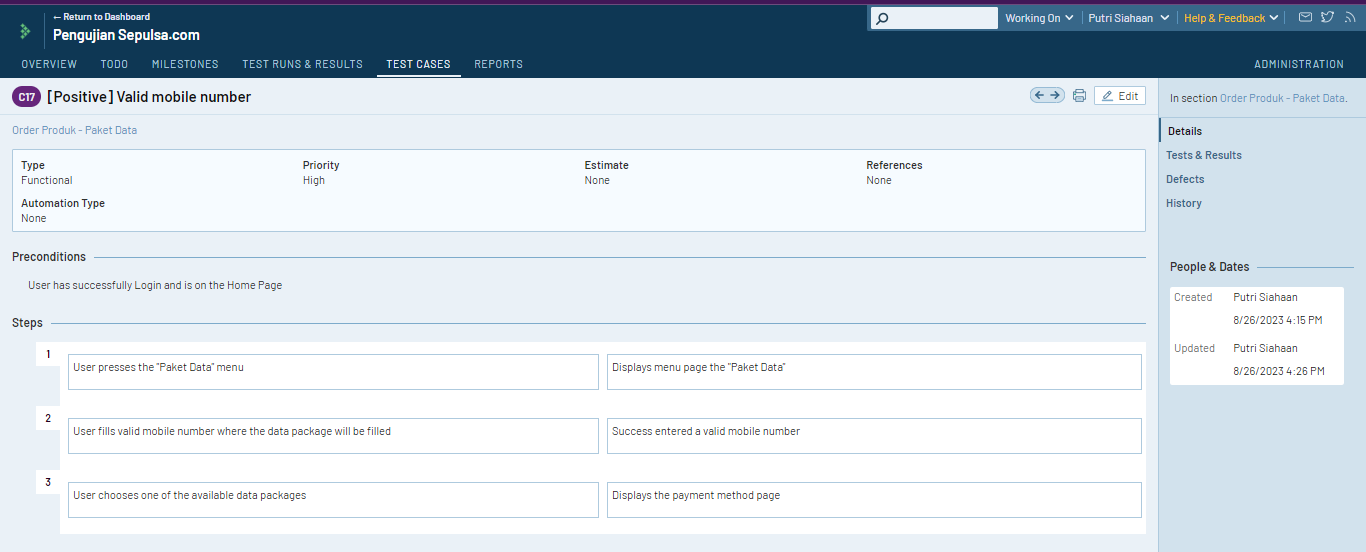 ← Return to Dashboard
Pengujian Sepulsa.com
Working On
Putri Siahaan
Help & Feedback
OVERVIEW TODO MILESTONES TEST RUNS & RESULTS TEST CASES REPORTS ADMINISTRATION
C17 [Positive] Valid mobile number
Edit
In section Order Produk - Paket Data.
Order Produk - Paket Data
Details
Tests & Results
Defects
History
Type
Functional
Priority
High
Estimate
None
References
None
Automation Type
None
Preconditions
User has successfully Login and is on the Home Page
People & Dates
Created Putri Siahaan
8/26/2023 4:15 PM
Updated Putri Siahaan
8/26/2023 4:26 PM
Steps
1
User presses the "Paket Data" menu
Displays menu page the "Paket Data"
2
User fills valid mobile number where the data package will be filled
Success entered a valid mobile number
3
User chooses one of the available data packages
Displays the payment method page